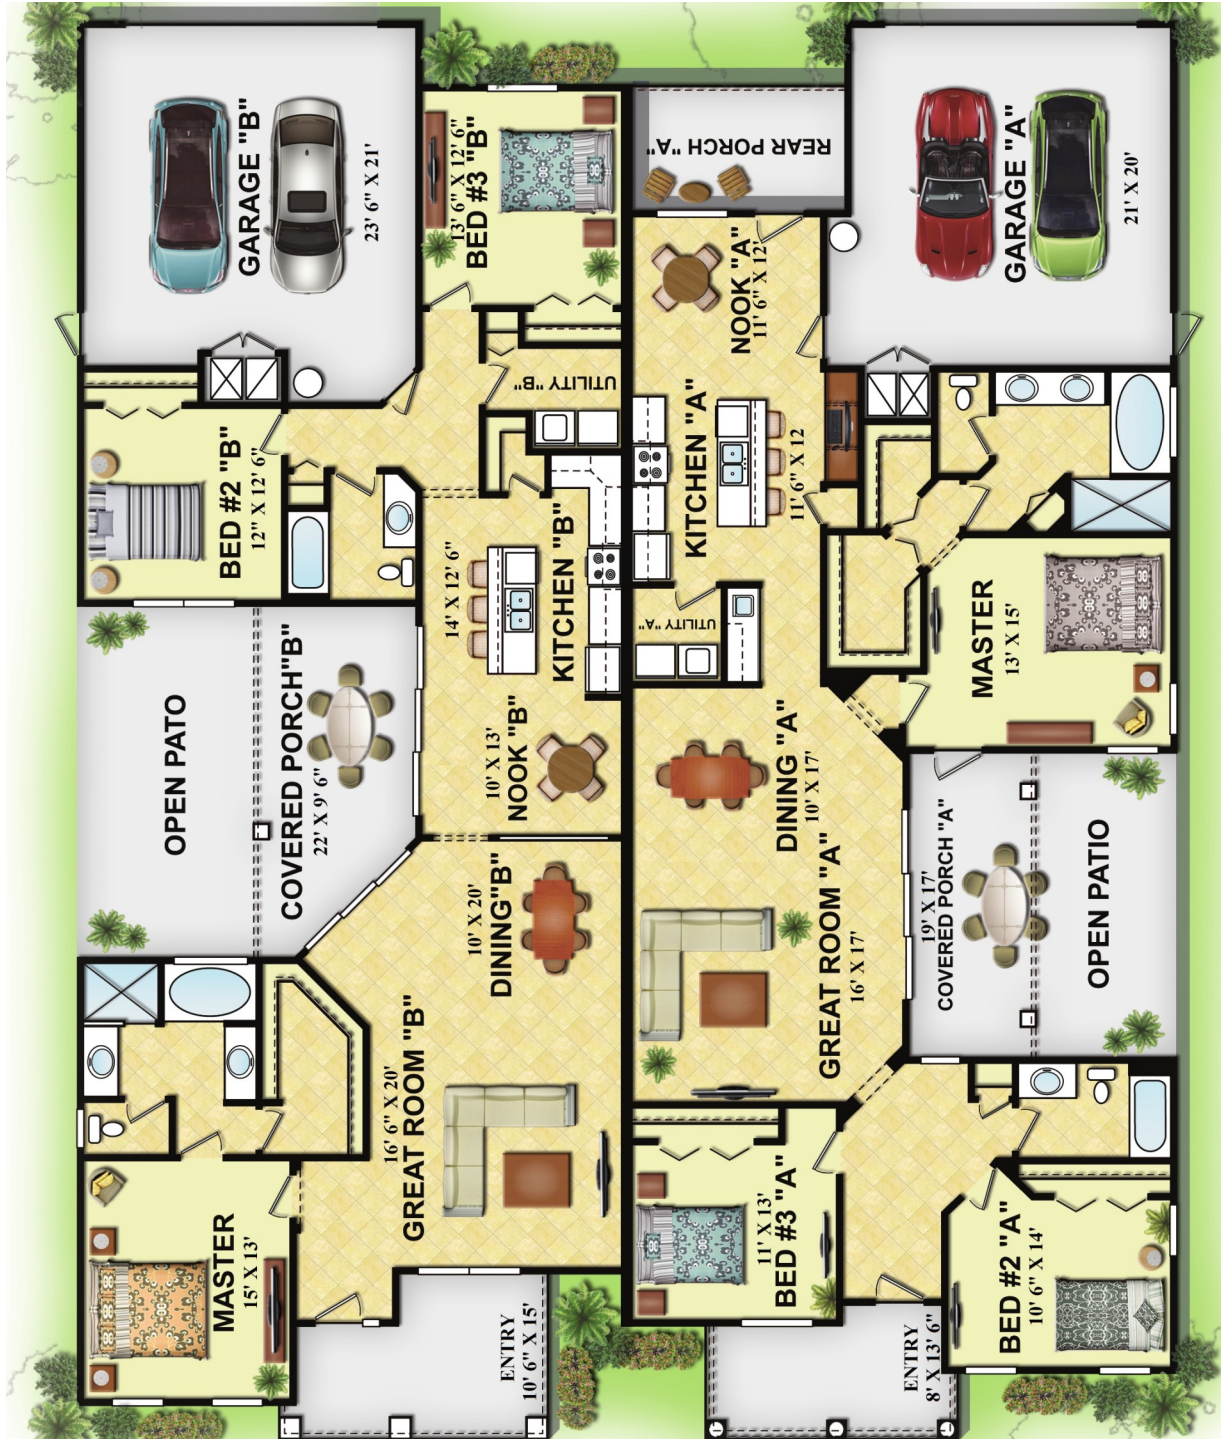 GARAGE "B"
23' 6" X 21'
13' 6" X 12' 6"
BED #3 "B"
REAR PORCH "A"
GARAGE "A"
21' X 20'
NOOK "A"
11' 6" X 12'
UTILITY "B"
BED #2 "B"
12" X 12' 6"
KITCHEN "A"
11' 6" X 12
14' X 12' 6"
KITCHEN "B"
UTILITY "A"
MASTER
13' X 15'
OPEN PATO
COVERED PORCH"B"
22' X 9' 6"
10' X 13'
NOOK "B"
DINING "A"
10' X 17'
10' X 20'
DINING"B"
GREAT ROOM "A"
16' X 17'
19' X 17'
COVERED PORCH "A"
OPEN PATIO
16' 6" X 20'
GREAT ROOM "B"
MASTER
15' X 13'
11' X 13'
BED #3 "A"
BED #2 "A"
10' 6" X 14'
ENTRY
10' 6" X 15'
ENTRY
8' X 13' 6"